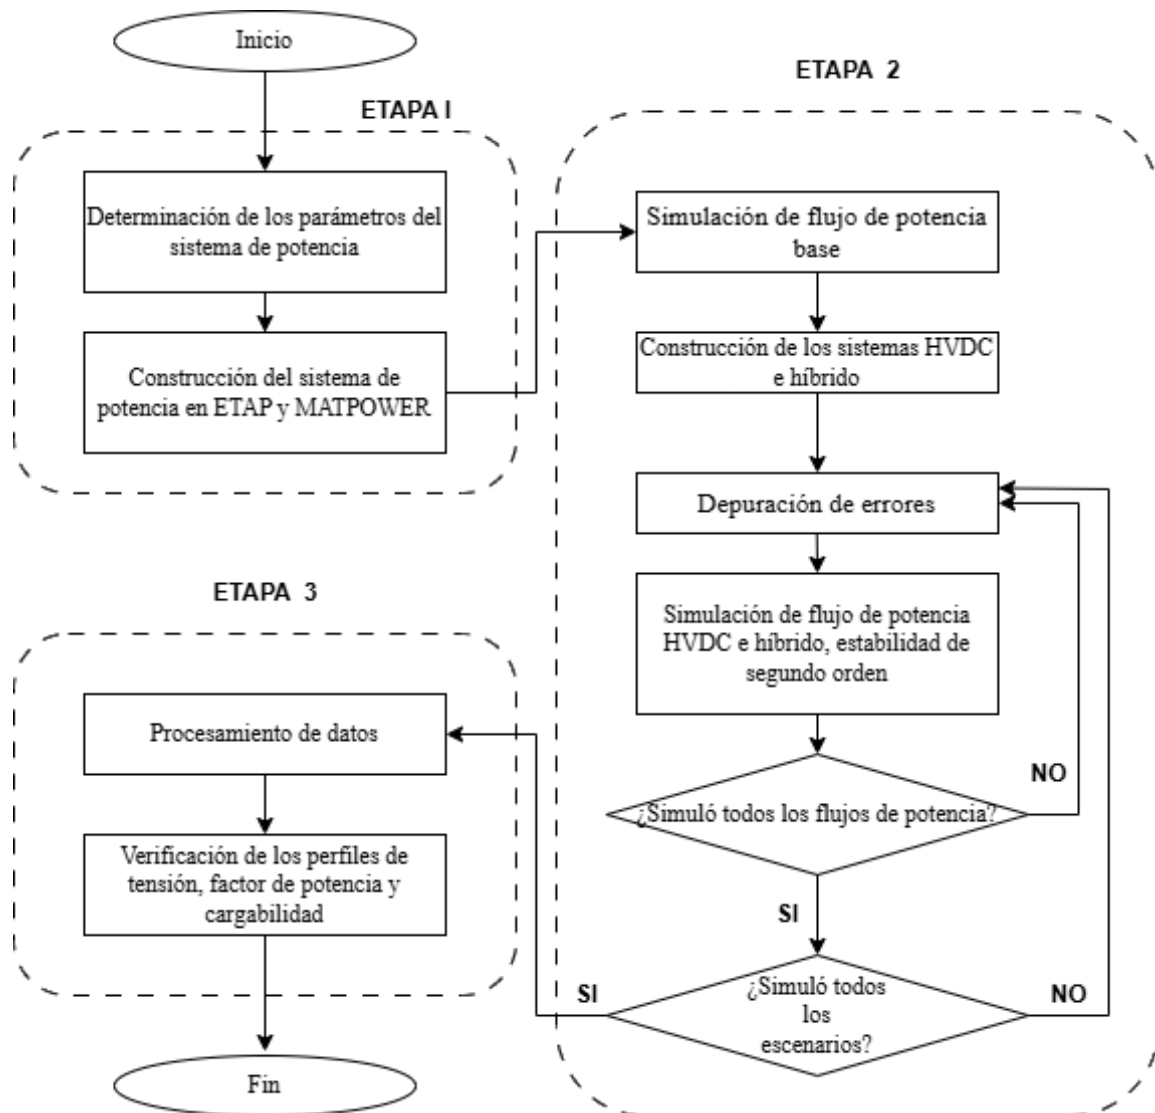 Inicio
ETAPA I
Determinación de los parámetros del
sistema de potencia
Construcción del sistema de
potencia en ETAP y MATPOWER
ETAPA 2
Simulación de flujo de potencia
base
Construcción de los sistemas HVDC
e híbrido
Depuración de errores
Simulación de flujo de potencia
HVDC e híbrido, estabilidad de
segundo orden
¿Simuló todos los flujos de potencia?
NO
SI
¿Simuló todos
los
escenarios?
NO
SI
ETAPA 3
Procesamiento de datos
Verificación de los perfiles de
tensión, factor de potencia y
cargabilidad
Fin